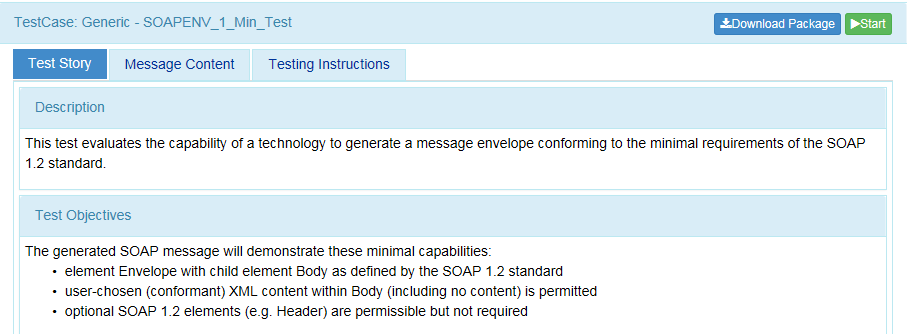 TestCase: Generic - SOAPENV_1_Min_Test
Download Package
Start
Test Story
Message Content
Testing Instructions
Description
This test evaluates the capability of a technology to generate a message envelope conforming to the minimal requirements of the SOAP
1.2 standard.
Test Objectives
The generated SOAP message will demonstrate these minimal capabilities:
• element Envelope with child element Body as defined by the SOAP 1.2 standard
• user-chosen (conformant) XML content within Body (including no content) is permitted
• optional SOAP 1.2 elements (e.g. Header) are permissible but not required